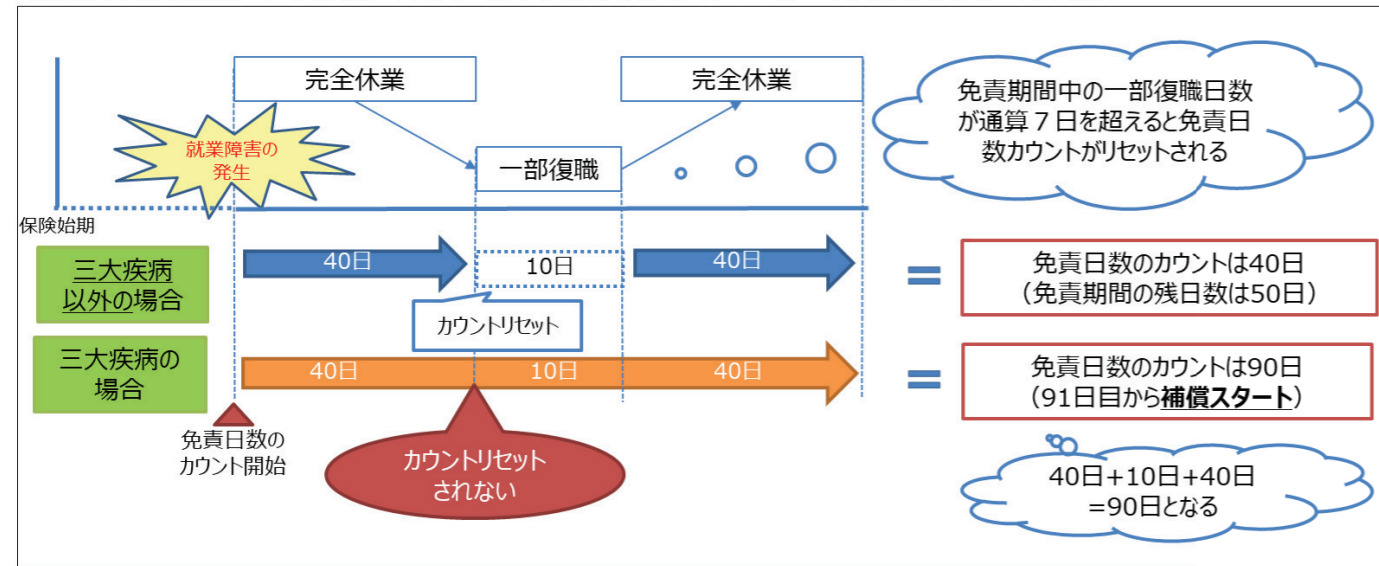 完全休業
完全休業
免責期間中の一部復職日数
が通算７日を超えると免責日
数カウントがリセットされる
就業障害の
発生
一部復職
保険始期
三大疾病
以外の場合
40日
10日
40日
=
免責日数のカウントは40日
（免責期間の残日数は50日）
カウントリセット
三大疾病の
場合
40日
10日
40日
=
免責日数のカウントは90日
（91日目から補償スタート）
免責日数の
カウント開始
カウントリセット
されない
40日+10日+40日
=90日となる